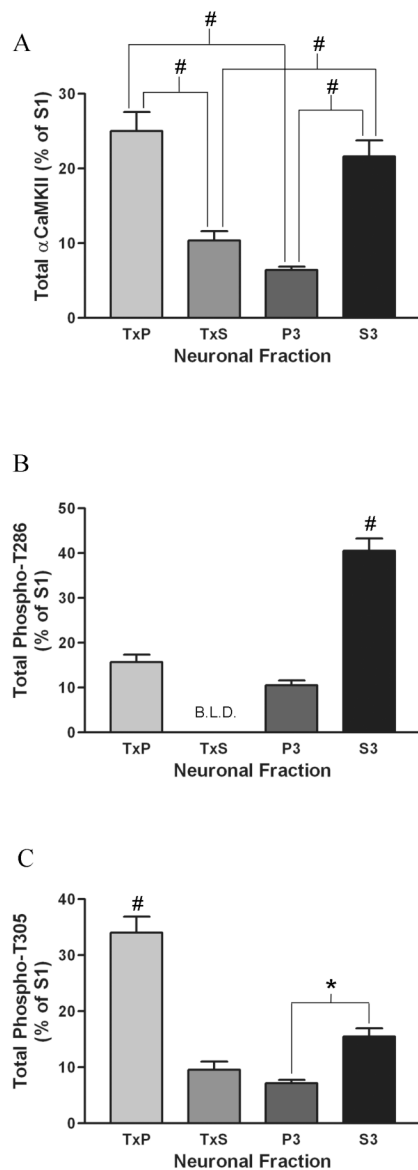 A
#
#
#
#
Total αCaMKII (% of S1)
30
20
10
0
TxP TxS P3 S3
Neuronal Fraction
B
Total Phospho-T286
(% of S1)
50
40
30
20
10
0
#
B.L.D.
TxP TxS P3 S3
Neuronal Fraction
C
Total Phospho-T305
(% of S1)
40
30
20
10
0
#
*
TxP TxS P3 S3
Neuronal Fraction